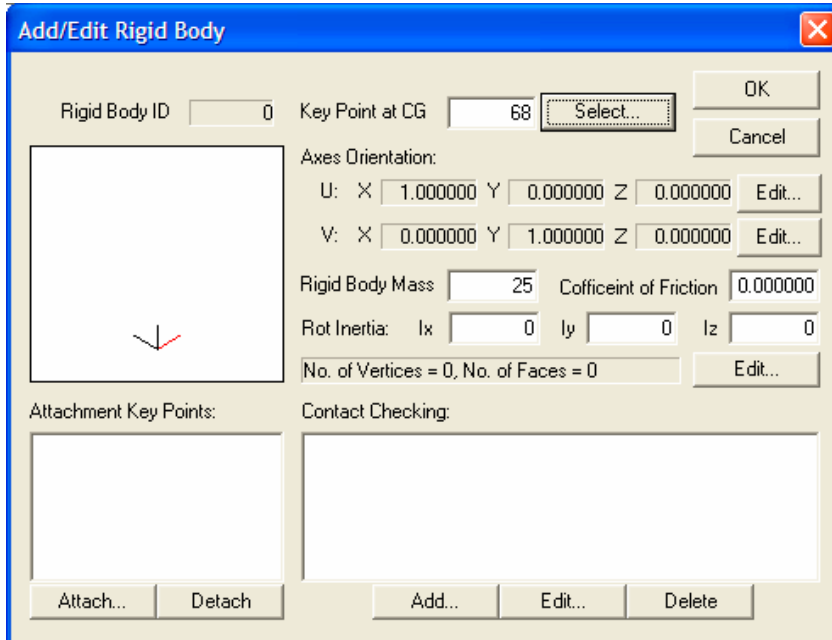 Add/Edit Rigid Body
Rigid Body ID 0 Key Point at CG 68 Select... OK
Cancel
Axes Orientation:
U: X 1.000000 Y 0.000000 Z 0.000000 Edit...
V: X 0.000000 Y 1.000000 Z 0.000000 Edit...
Rigid Body Mass 25 Cofficeint of Friction 0.000000
Rot Inertia: Ix 0 Iy 0 Iz 0
No. of Vertices = 0, No. of Faces = 0 Edit...
Attachment Key Points: Contact Checking:
Attach... Detach Add... Edit... Delete